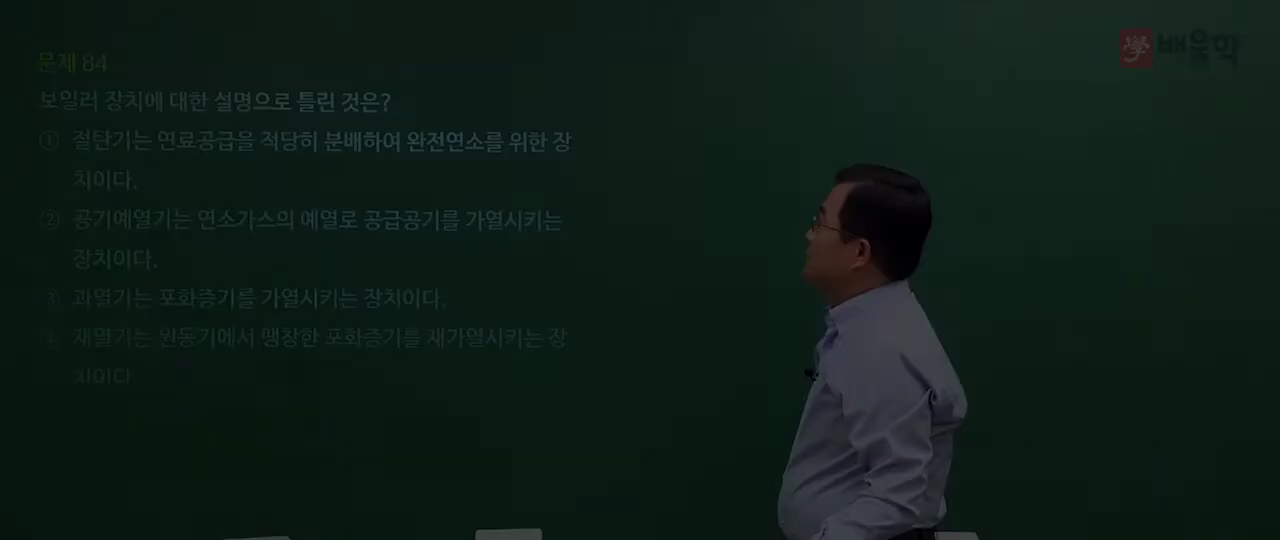 學 배울학
문제 84
보일러 장치에 대한 설명으로 틀린 것은?
① 절탄기는 연료공급을 적당히 분배하여 완전연소를 위한 장
치이다.
② 공기예열기는 연소가스의 예열로 공급공기를 가열시키는
장치이다.
③ 과열기는 포화증기를 가열시키는 장치이다.
④ 재열기는 원동기에서 팽창한 포화증기를 재가열시키는 장
치이다